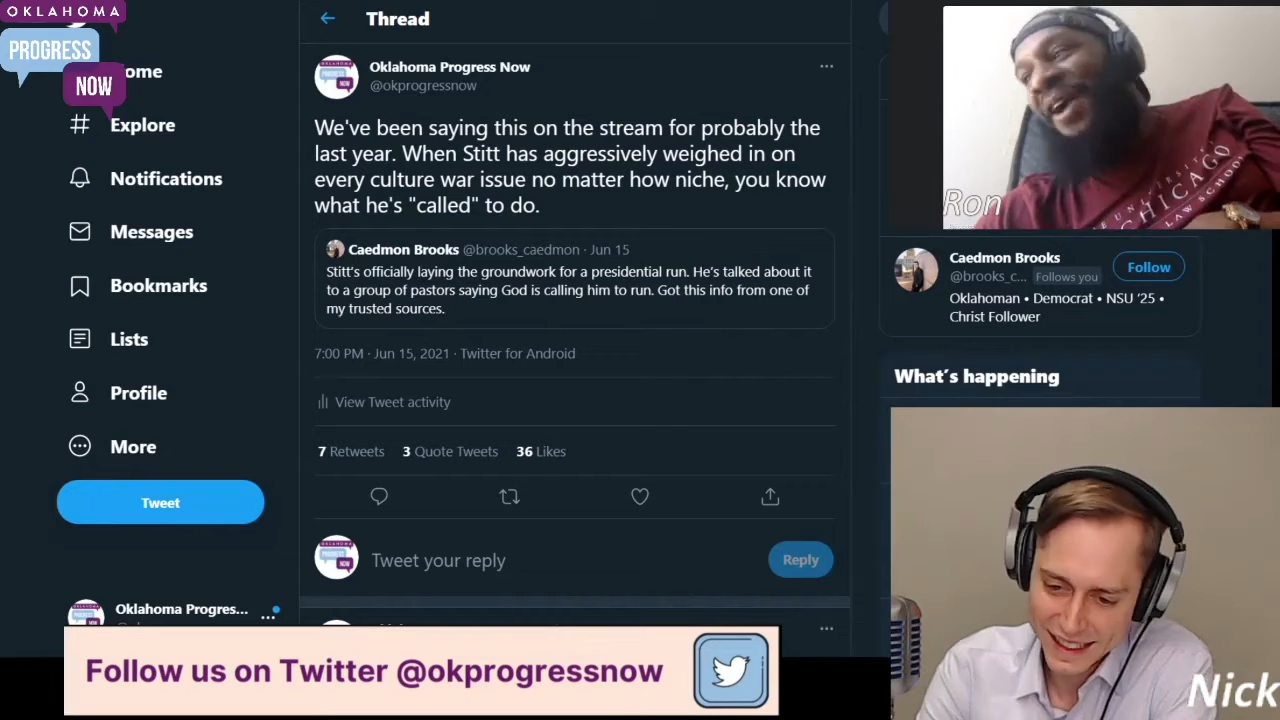 OKLAHOMA
PROGRESS
NOW
ome
Explore
Notifications
Messages
Bookmarks
Lists
Profile
More
Tweet
Oklahoma Progres...
Thread
Oklahoma Progress Now
@okprogressnow
We've been saying this on the stream for probably the
last year. When Stitt has aggressively weighed in on
every culture war issue no matter how niche, you know
what he's "called" to do.
Caedmon Brooks @brooks_caedmon · Jun 15
Stitt's officially laying the groundwork for a presidential run. He's talked about it
to a group of pastors saying God is calling him to run. Got this info from one of
my trusted sources.
7:00 PM · Jun 15, 2021 · Twitter for Android
View Tweet activity
7 Retweets 3 Quote Tweets 36 Likes
Tweet your reply
Reply
Ron
THE UNIVERSITY
CHICAGO
LAW SCHOOL
Caedmon Brooks
@brooks_c... Follows you
Follow
Oklahoman • Democrat • NSU '25 •
Christ Follower
What's happening
Nick
Follow us on Twitter @okprogressnow